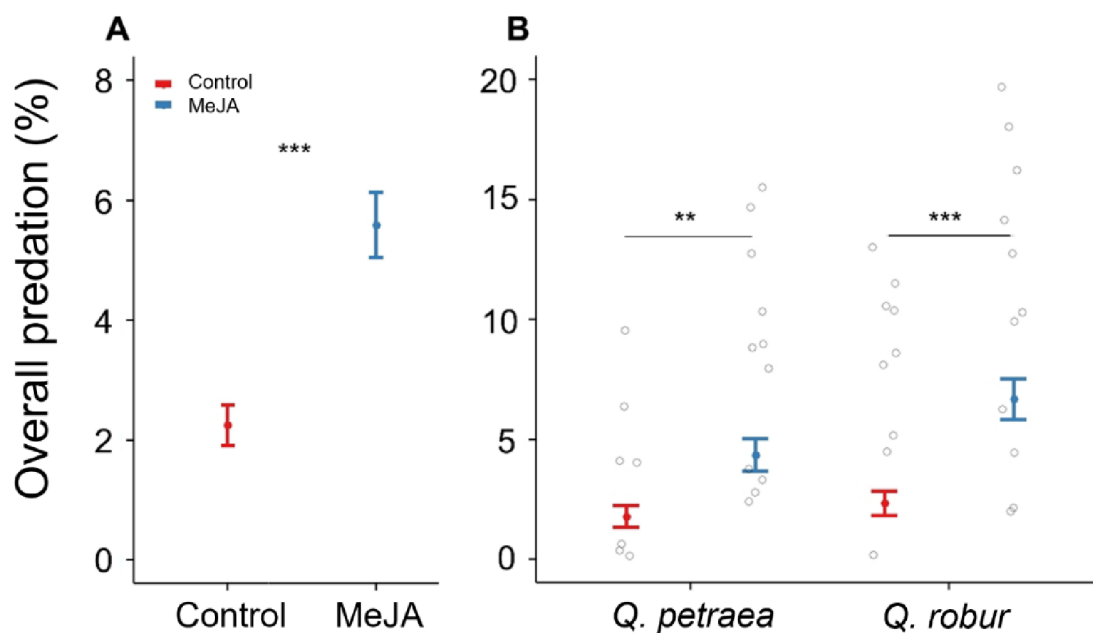 A
Overall predation (%)
8
6
4
2
0
Control
MeJA
***
Control MeJA
B
20
15
10
5
0
**
***
Q. petraea Q. robur